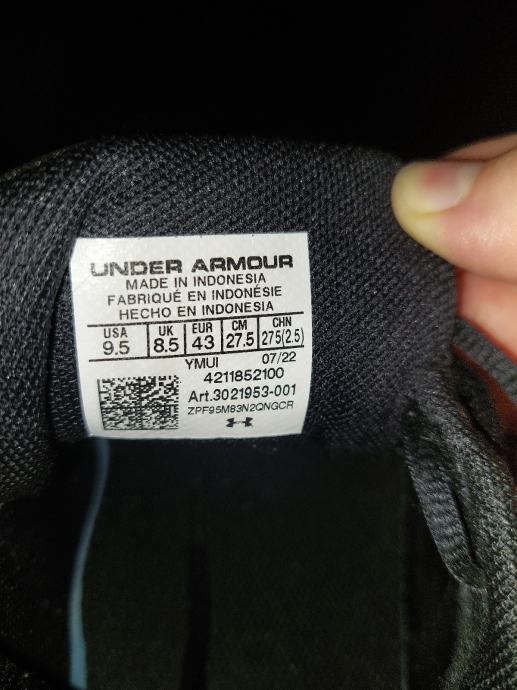 UNDER ARMOUR
MADE IN INDONESIA
FABRIQUÉ EN INDONÉSIE
HECHO EN INDONESIA
USA UK EUR CM CHN
9.5 8.5 43 27.5 275(2.5)
YMUI 07/22
4211852100
Art.3021953-001
ZPF95M83N2QNGCR